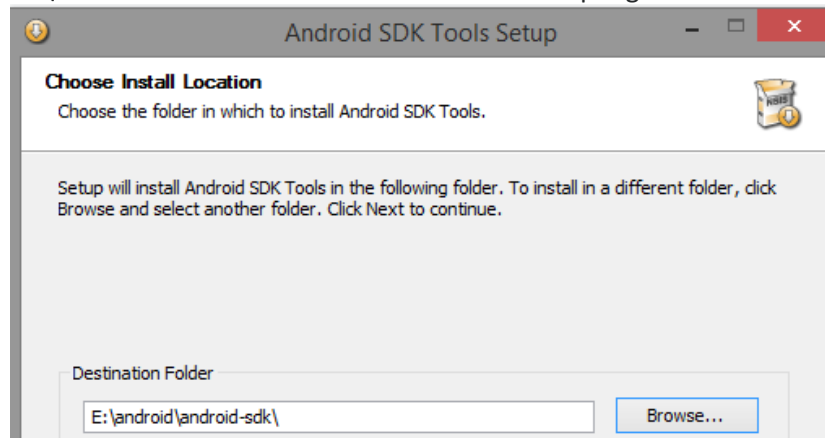 Android SDK Tools Setup
Choose Install Location
Choose the folder in which to install Android SDK Tools.
NSIS
Setup will install Android SDK Tools in the following folder. To install in a different folder, click
Browse and select another folder. Click Next to continue.
Destination Folder
E:\android\android-sdk\
Browse...